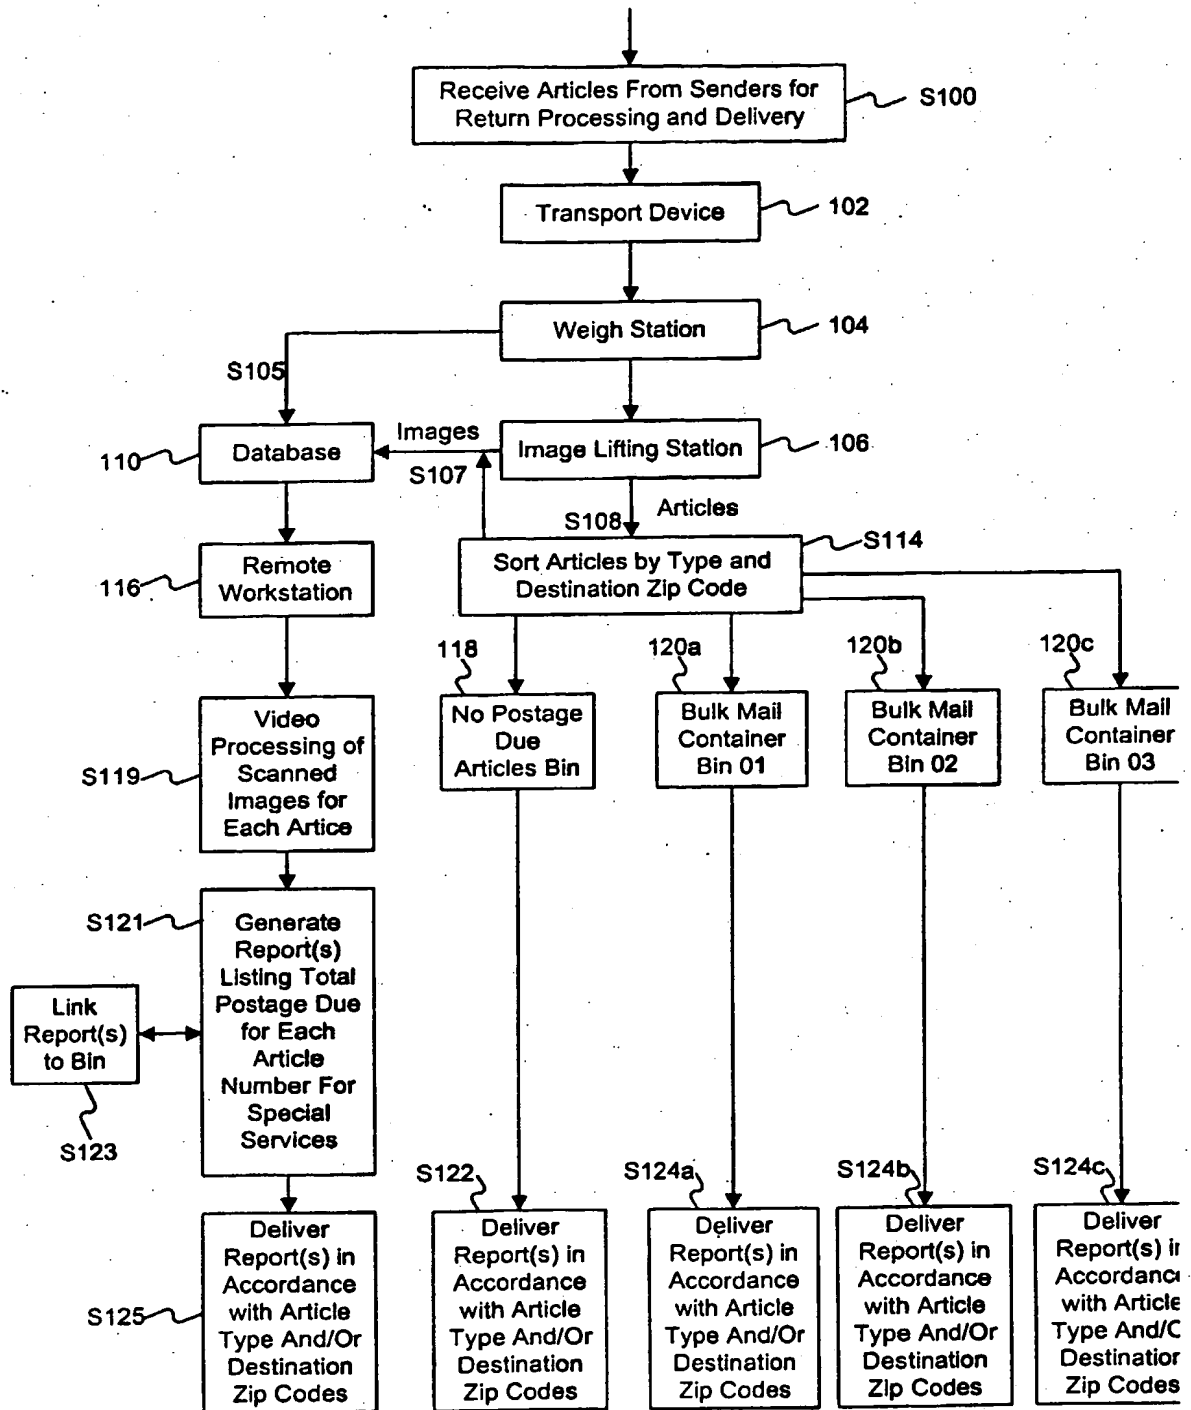 Receive Articles From Senders for
Return Processing and Delivery
S100
Transport Device
102
Weigh Station
104
S105
Images
Image Lifting Station
106
110
Database
S107
Articles
S108
S114
Sort Articles by Type and
Destination Zip Code
116
Remote
Workstation
118
120a
120b
120c
No Postage
Due
Articles Bin
Bulk Mail
Container
Bin 01
Bulk Mail
Container
Bin 02
Bulk Mail
Container
Bin 03
S119
Video
Processing of
Scanned
Images for
Each Artice
S121
Generate
Report(s)
Listing Total
Postage Due
for Each
Article
Number For
Special
Services
Link
Report(s)
to Bin
S123
S122
S124a
S124b
S124c
S125
Deliver
Report(s) in
Accordance
with Article
Type And/Or
Destination
Zip Codes
Deliver
Report(s) in
Accordance
with Article
Type And/Or
Destination
Zip Codes
Deliver
Report(s) in
Accordance
with Article
Type And/Or
Destination
Zip Codes
Deliver
Report(s) in
Accordance
with Article
Type And/Or
Destination
Zip Codes
Deliver
Report(s) in
Accordance
with Article
Type And/O
Destination
Zip Codes